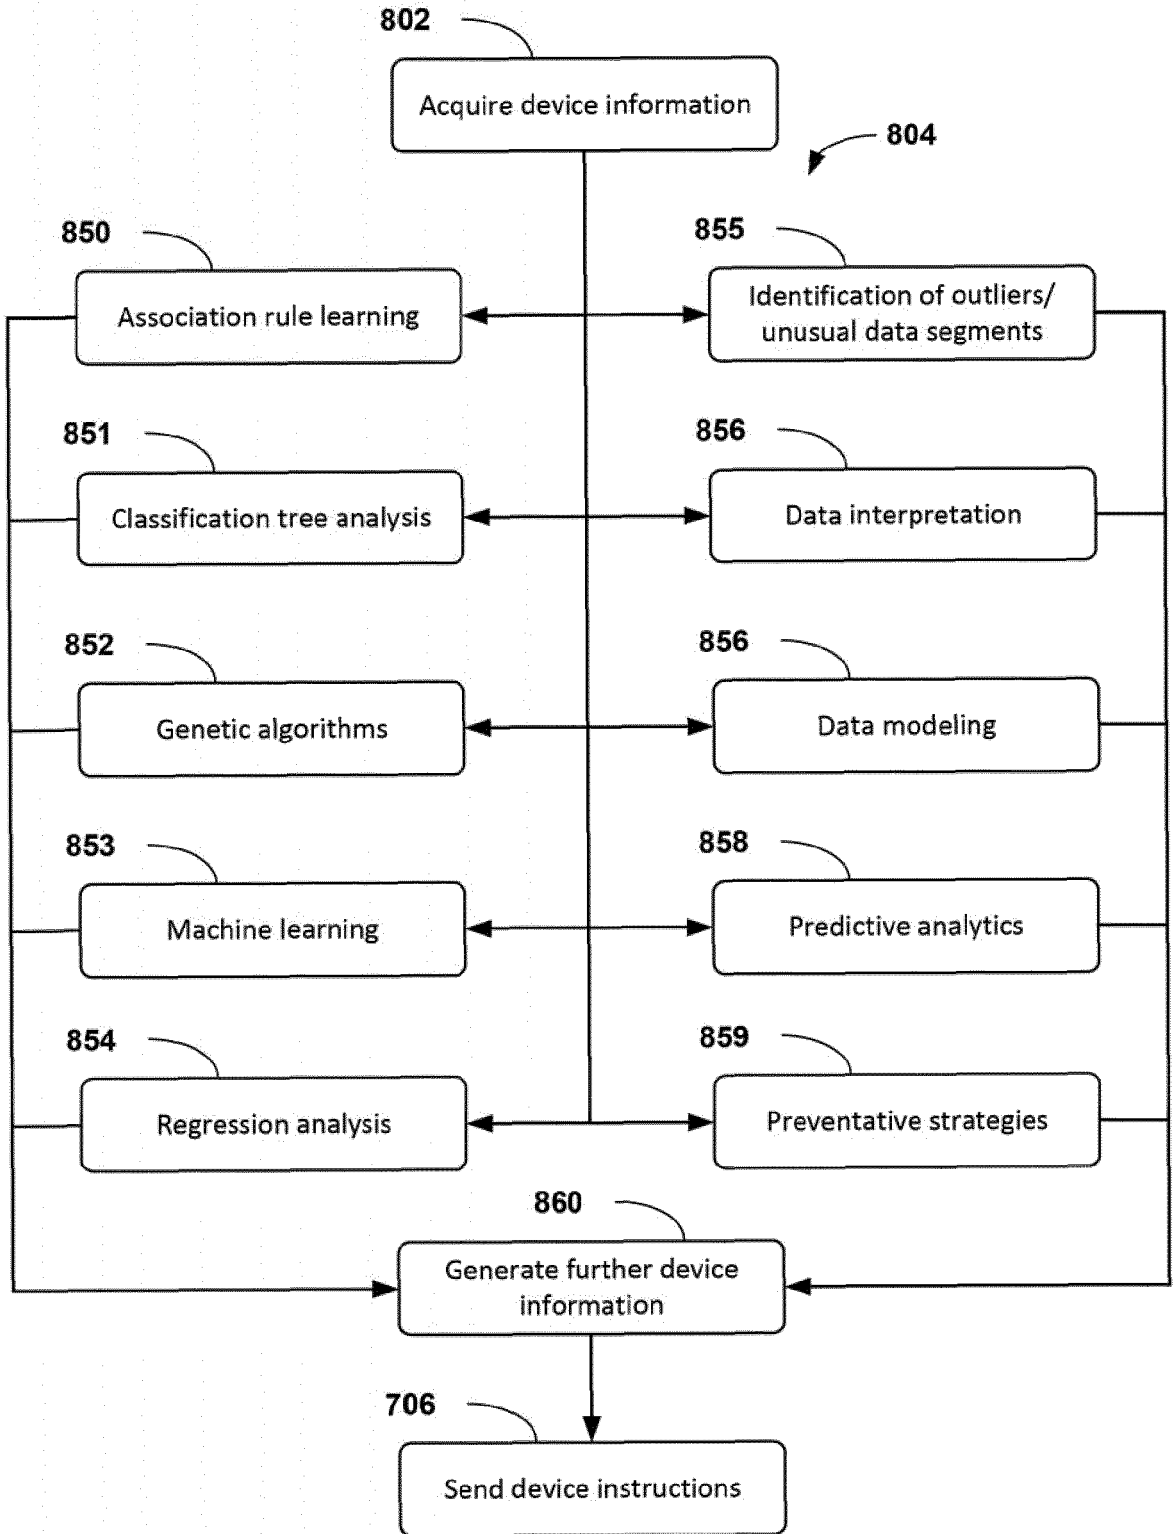 802
Acquire device information
804
850
Association rule learning
855
Identification of outliers/
unusual data segments
851
Classification tree analysis
856
Data interpretation
852
Genetic algorithms
856
Data modeling
853
Machine learning
858
Predictive analytics
854
Regression analysis
859
Preventative strategies
860
Generate further device
information
706
Send device instructions